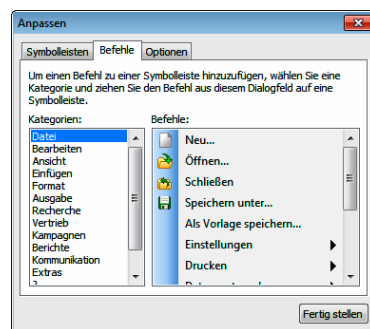 Anpassen
Symbolleisten Befehle Optionen
Um einen Befehl zu einer Symbolleiste hinzuzufügen, wählen Sie eine
Kategorie und ziehen Sie den Befehl aus diesem Dialogfeld auf eine
Symbolleiste.
Kategorien: Befehle:
Datei
Bearbeiten
Ansicht
Einfügen
Format
Ausgabe
Recherche
Vertrieb
Kampagnen
Berichte
Kommunikation
Extras
?
Neu...
Öffnen...
Schließen
Speichern unter...
Als Vorlage speichern...
Einstellungen
Drucken
Fertig stellen